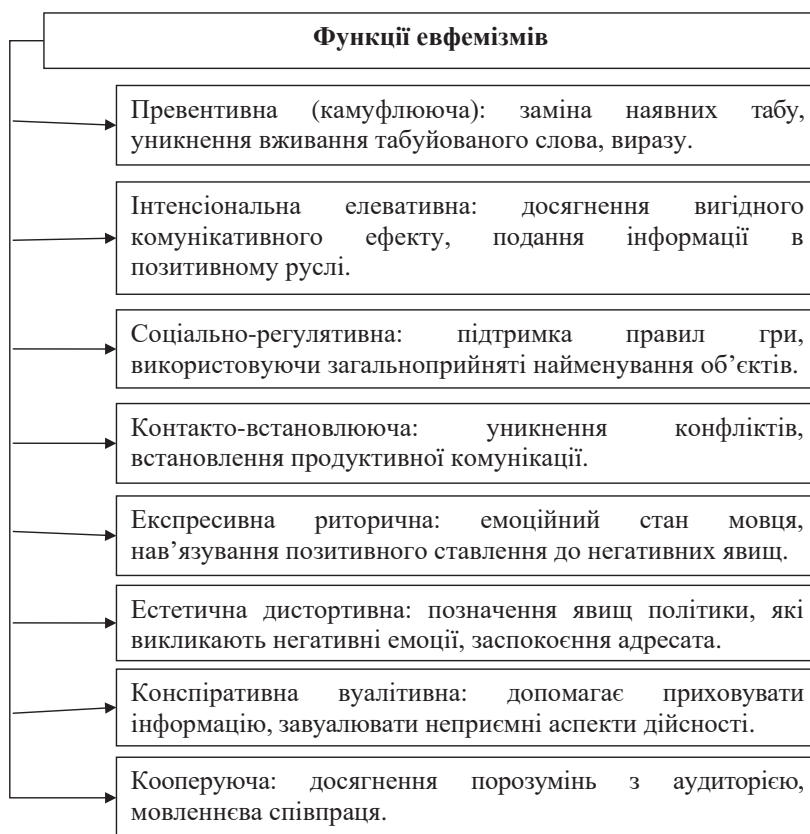 Функції евфемізмів
Превентивна (камуфлююча): заміна наявних табу,
уникнення вживання табуйованого слова, виразу.
Інтенсіональна елевативна: досягнення вигідного
комунікативного ефекту, подання інформації в
позитивному руслі.
Соціально-регулятивна: підтримка правил гри,
використовуючи загальноприйняті найменування об’єктів.
Контакто-встановлююча: уникнення конфліктів,
встановлення продуктивної комунікації.
Експресивна риторична: емоційний стан мовця,
нав’язування позитивного ставлення до негативних явищ.
Естетична дистортивна: позначення явищ політики, які
викликають негативні емоції, заспокоєння адресата.
Конспіративна вуалітивна: допомагає приховувати
інформацію, завуалювати неприємні аспекти дійсності.
Кооперуюча: досягнення порозумінь з аудиторією,
мовленнєва співпраця.